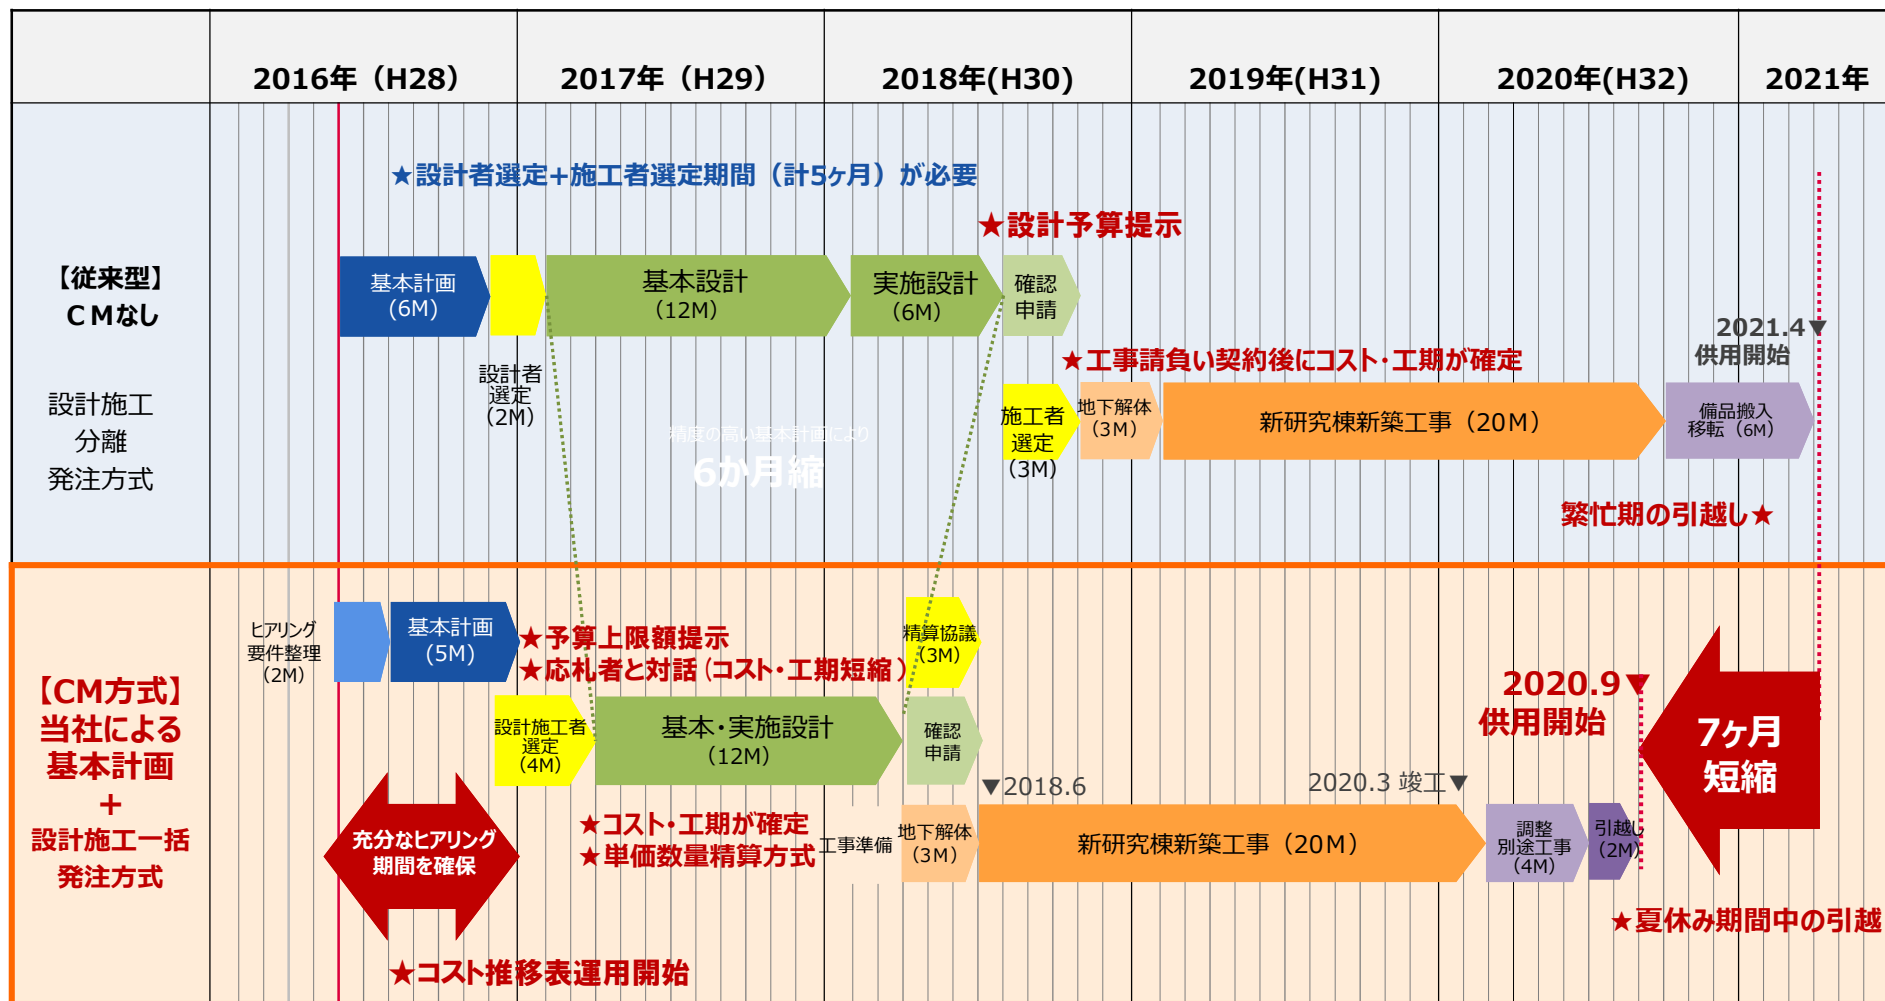 2016年（H28） 2017年（H29） 2018年(H30) 2019年(H31) 2020年(H32) 2021年
★設計者選定+施工者選定期間（計5ヶ月）が必要
★設計予算提示
【従来型】
ＣＭなし
設計施工
分離
発注方式
基本計画
（6M）
設計者
選定
（2M）
基本設計
（12M）
実施設計
（6M）
確認
申請
★工事請負い契約後にコスト・工期が確定
2021.4▼
供用開始
施工者
選定
（3M）
地下解体
（3M）
新研究棟新築工事（20M）
備品搬入
移転（6M）
精度の高い基本計画により
6か月縮
繁忙期の引越し★
【CM方式】
当社による
基本計画
+
設計施工一括
発注方式
ヒアリング
要件整理
（2M）
基本計画
（5M）
★予算上限額提示
★応札者と対話（コスト・工期短縮）
精算協議
（3M）
設計施工者
選定
（4M）
基本・実施設計
（12M）
確認
申請
2020.9▼
供用開始
7ヶ月
短縮
▼2018.6
2020.3 竣工▼
充分なヒアリング
期間を確保
★コスト・工期が確定
★単価数量精算方式
工事準備
地下解体
（3M）
新研究棟新築工事（20M）
調整
別途工事
（4M）
引越し
（2M）
★夏休み期間中の引越
★コスト推移表運用開始